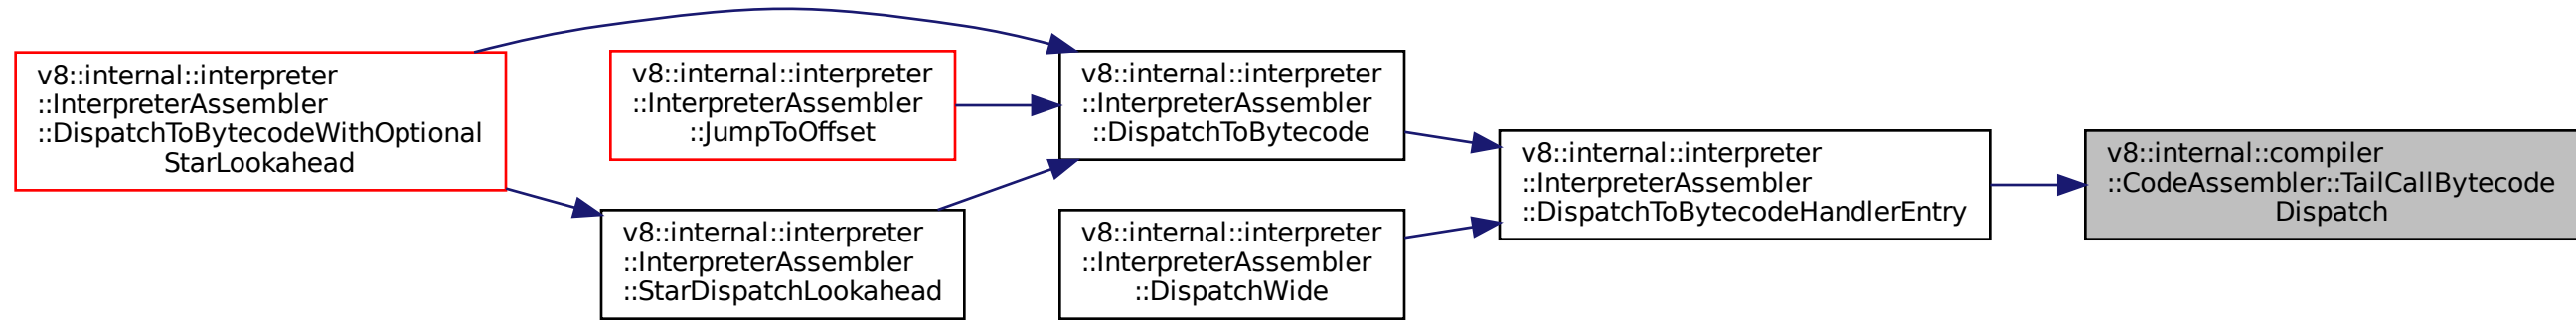 v8::internal::interpreter
::InterpreterAssembler
::DispatchToBytecodeWithOptional
StarLookahead
v8::internal::interpreter
::InterpreterAssembler
::JumpToOffset
v8::internal::interpreter
::InterpreterAssembler
::StarDispatchLookahead
v8::internal::interpreter
::InterpreterAssembler
::DispatchToBytecode
v8::internal::interpreter
::InterpreterAssembler
::DispatchWide
v8::internal::interpreter
::InterpreterAssembler
::DispatchToBytecodeHandlerEntry
v8::internal::compiler
::CodeAssembler::TailCallBytecode
Dispatch